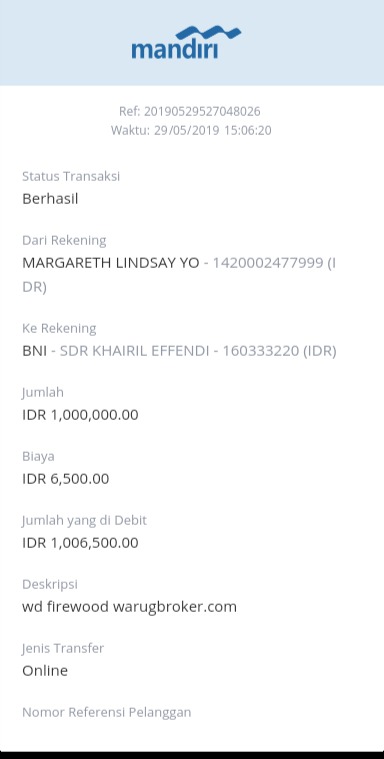 mandiri
Ref: 20190529527048026
Waktu: 29/05/2019 15:06:20
Status Transaksi
Berhasil
Dari Rekening
MARGARETH LINDSAY YO - 1420002477999 (I
DR)
Ke Rekening
BNI - SDR KHAIRIL EFFENDI - 160333220 (IDR)
Jumlah
IDR 1,000,000.00
Biaya
IDR 6,500.00
Jumlah yang di Debit
IDR 1,006,500.00
Deskripsi
wd firewood warugbroker.com
Jenis Transfer
Online
Nomor Referensi Pelanggan